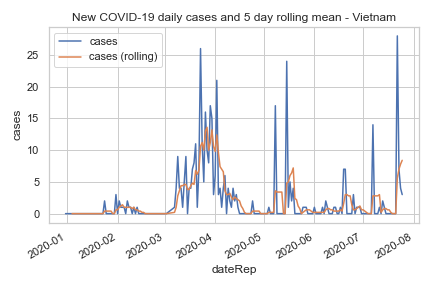 New COVID-19 daily cases and 5 day rolling mean - Vietnam
cases
cases (rolling)
25
20
15
10
5
0
cases
2020-01
2020-02
2020-03
2020-04
2020-05
2020-06
2020-07
2020-08
dateRep